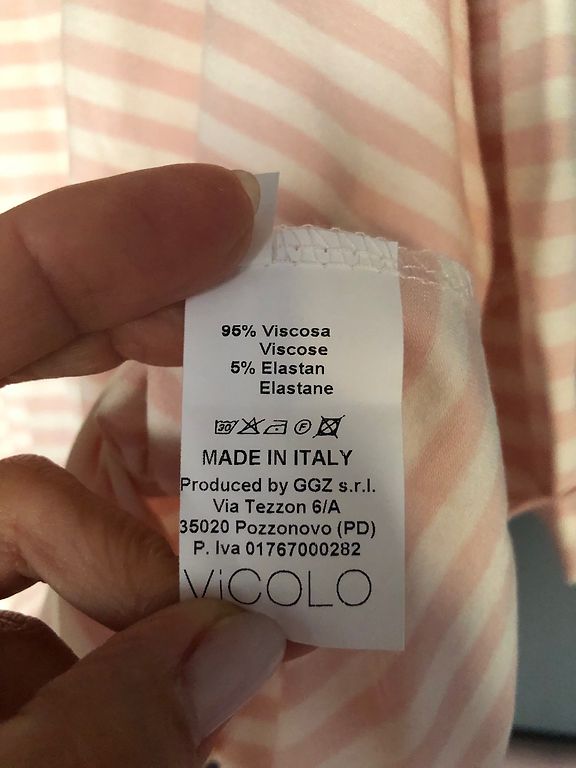 95% Viscosa
Viscose
5% Elastan
Elastane
30 P
MADE IN ITALY
Produced by GGZ s.r.l.
Via Tezzon 6/A
35020 Pozzonovo (PD)
P. Iva 01767000282
ViCOLO